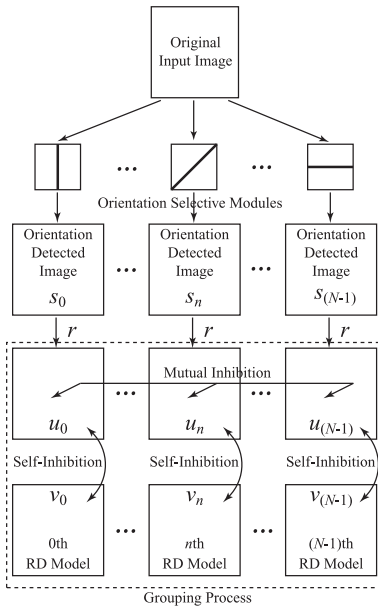 Original
Input Image
... ...
Orientation Selective Modules
Orientation Detected Image s₀
...
Orientation Detected Image sₙ
...
Orientation Detected Image s₍N-1₎
r r r
Mutual Inhibition
... ...
u₀ uₙ u₍N-1₎
Self-Inhibition Self-Inhibition Self-Inhibition
v₀ vₙ v₍N-1₎
... ...
0th nth (N-1)th
RD Model RD Model RD Model
Grouping Process